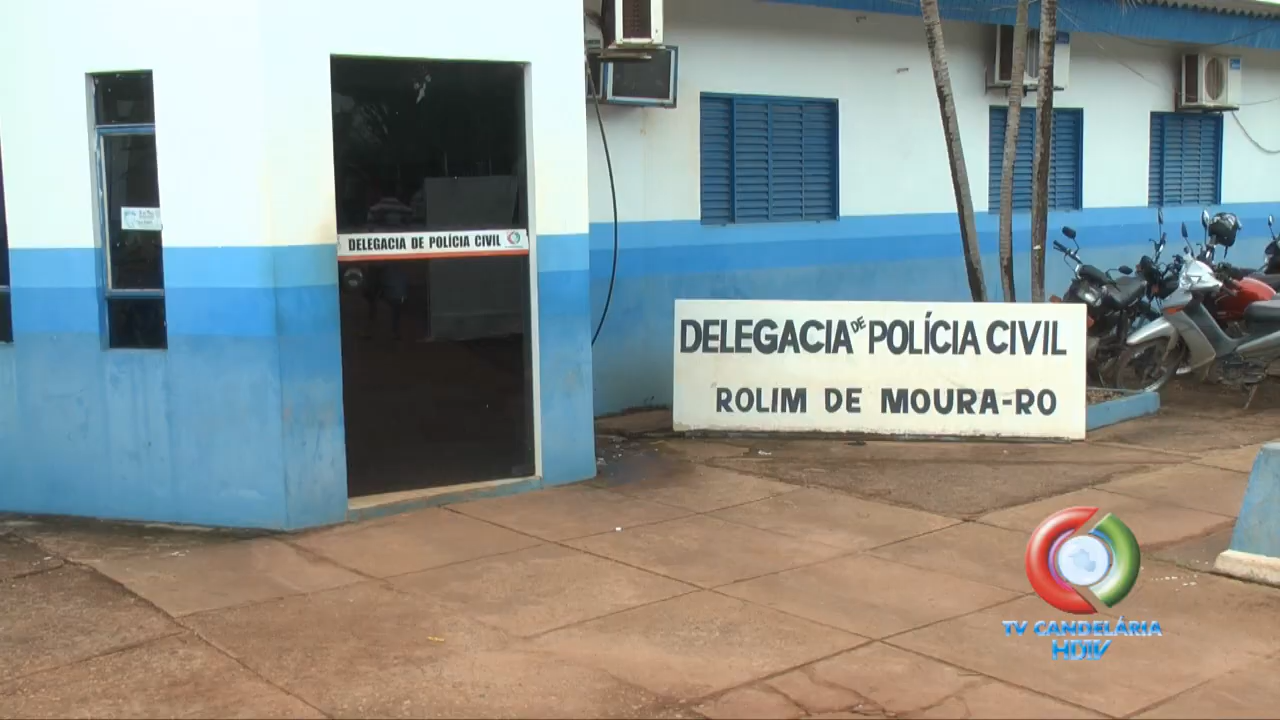 DELEGACIA DE POLÍCIA CIVIL
DELEGACIA DE POLÍCIA CIVIL
ROLIM DE MOURA-RO
TV CANDELÁRIA
HDTV